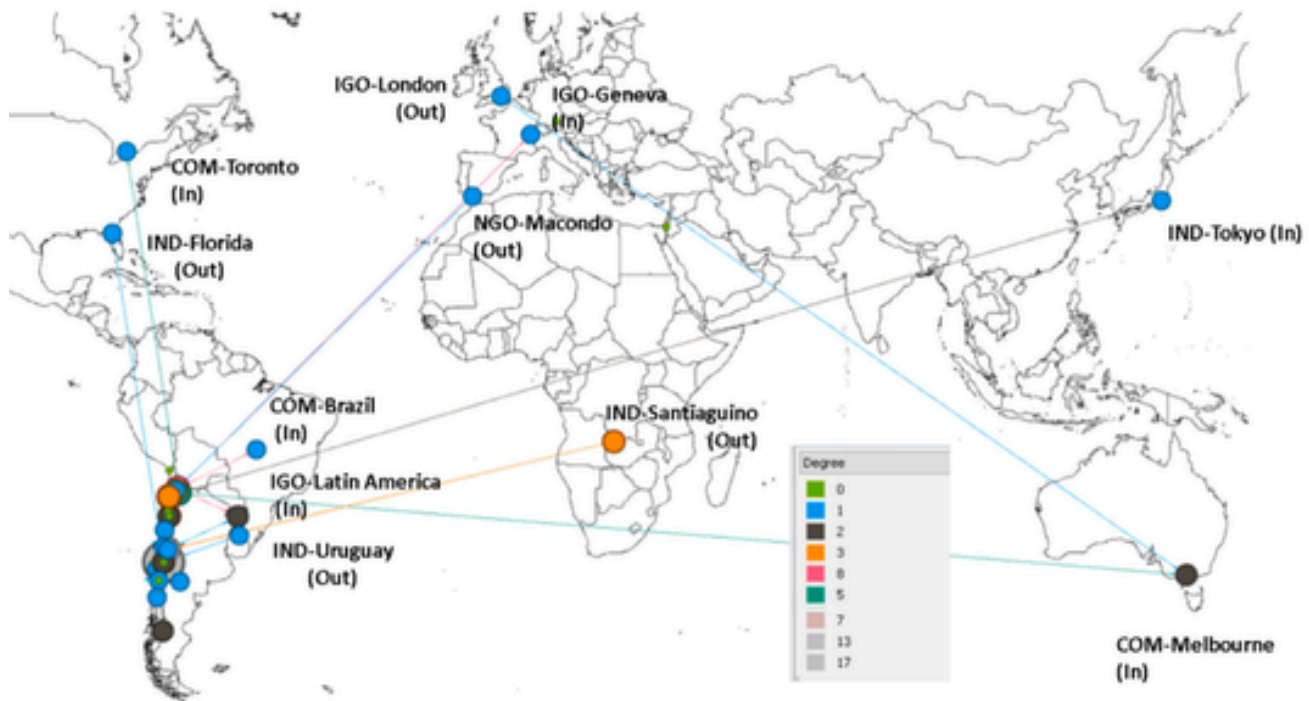 IGO-London
(Out)
IGO-Geneva
(In)
COM-Toronto
(In)
IND-Florida
(Out)
NGO-Macondo
(Out)
IND-Tokyo (In)
COM-Brazil
(In)
IND-Santiaguino
(Out)
IGO-Latin America
(In)
IND-Uruguay
(Out)
Degree
0
1
2
3
8
5
7
13
17
COM-Melbourne
(In)